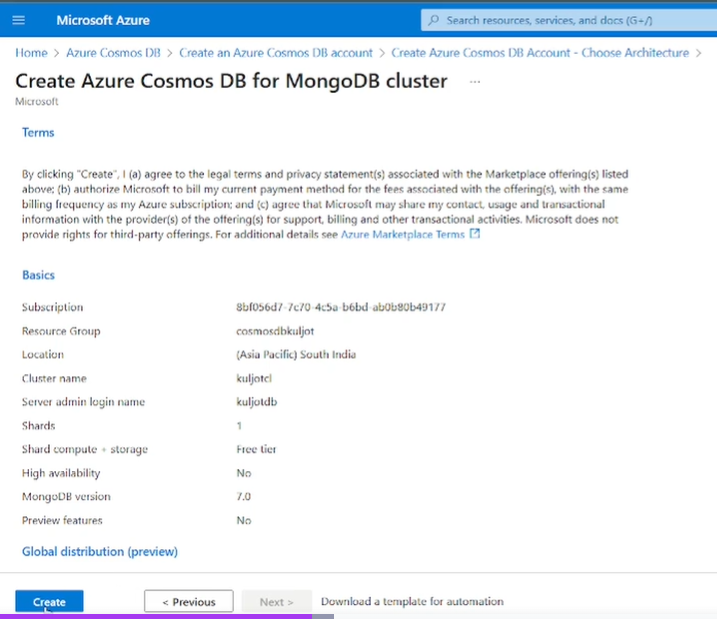 Microsoft Azure
Search resources, services, and docs (G+/)
Home > Azure Cosmos DB > Create an Azure Cosmos DB account > Create Azure Cosmos DB Account - Choose Architecture >
Create Azure Cosmos DB for MongoDB cluster ...
Microsoft
Terms
By clicking "Create", I (a) agree to the legal terms and privacy statement(s) associated with the Marketplace offering(s) listed
above; (b) authorize Microsoft to bill my current payment method for the fees associated with the offering(s), with the same
billing frequency as my Azure subscription; and (c) agree that Microsoft may share my contact, usage and transactional
information with the provider(s) of the offering(s) for support, billing and other transactional activities. Microsoft does not
provide rights for third-party offerings. For additional details see Azure Marketplace Terms
Basics
Subscription 8bf056d7-7c70-4c5a-b6bd-ab0b80b49177
Resource Group cosmosdbkuljot
Location (Asia Pacific) South India
Cluster name kuljotcl
Server admin login name kuljotdb
Shards 1
Shard compute + storage Free tier
High availability No
MongoDB version 7.0
Preview features No
Global distribution (preview)
Create < Previous Next > Download a template for automation